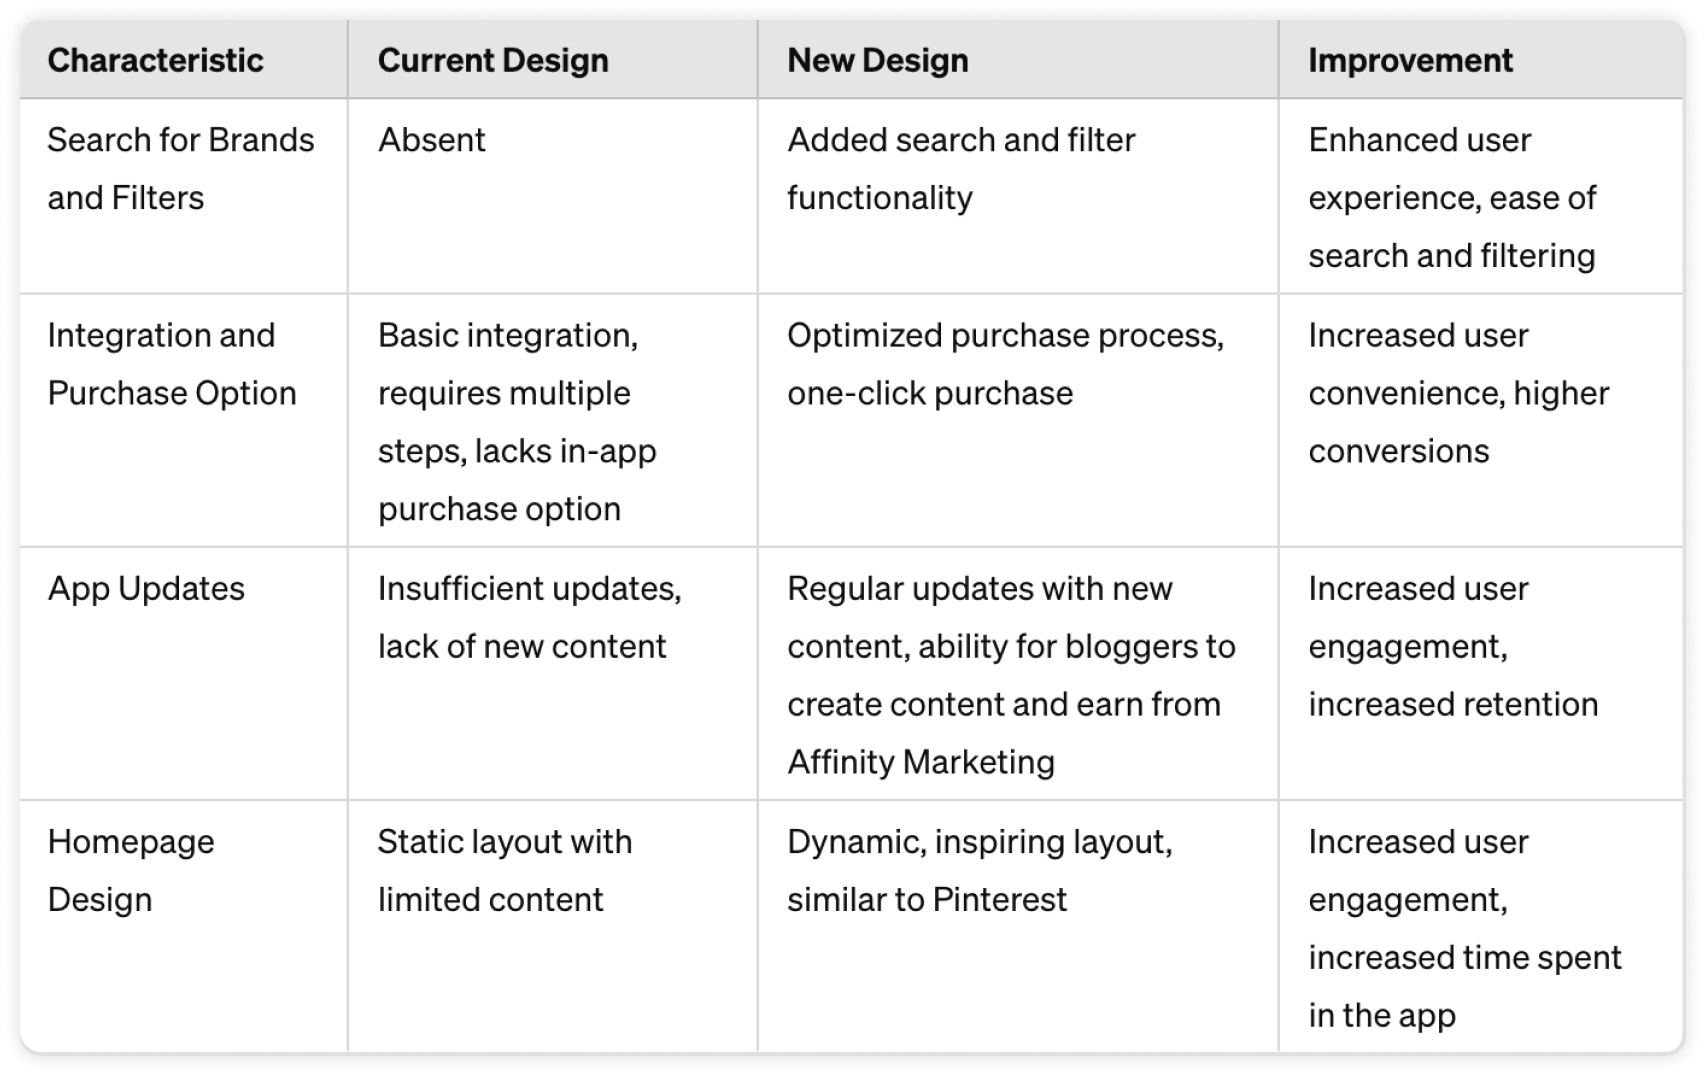 Characteristic
Current Design
New Design
Improvement
Search for Brands
and Filters
Absent
Added search and filter
functionality
Enhanced user
experience, ease of
search and filtering
Integration and
Purchase Option
Basic integration,
requires multiple
steps, lacks in-app
purchase option
Optimized purchase process,
one-click purchase
Increased user
convenience, higher
conversions
App Updates
Insufficient updates,
lack of new content
Regular updates with new
content, ability for bloggers to
create content and earn from
Affinity Marketing
Increased user
engagement,
increased retention
Homepage
Design
Static layout with
limited content
Dynamic, inspiring layout,
similar to Pinterest
Increased user
engagement,
increased time spent
in the app